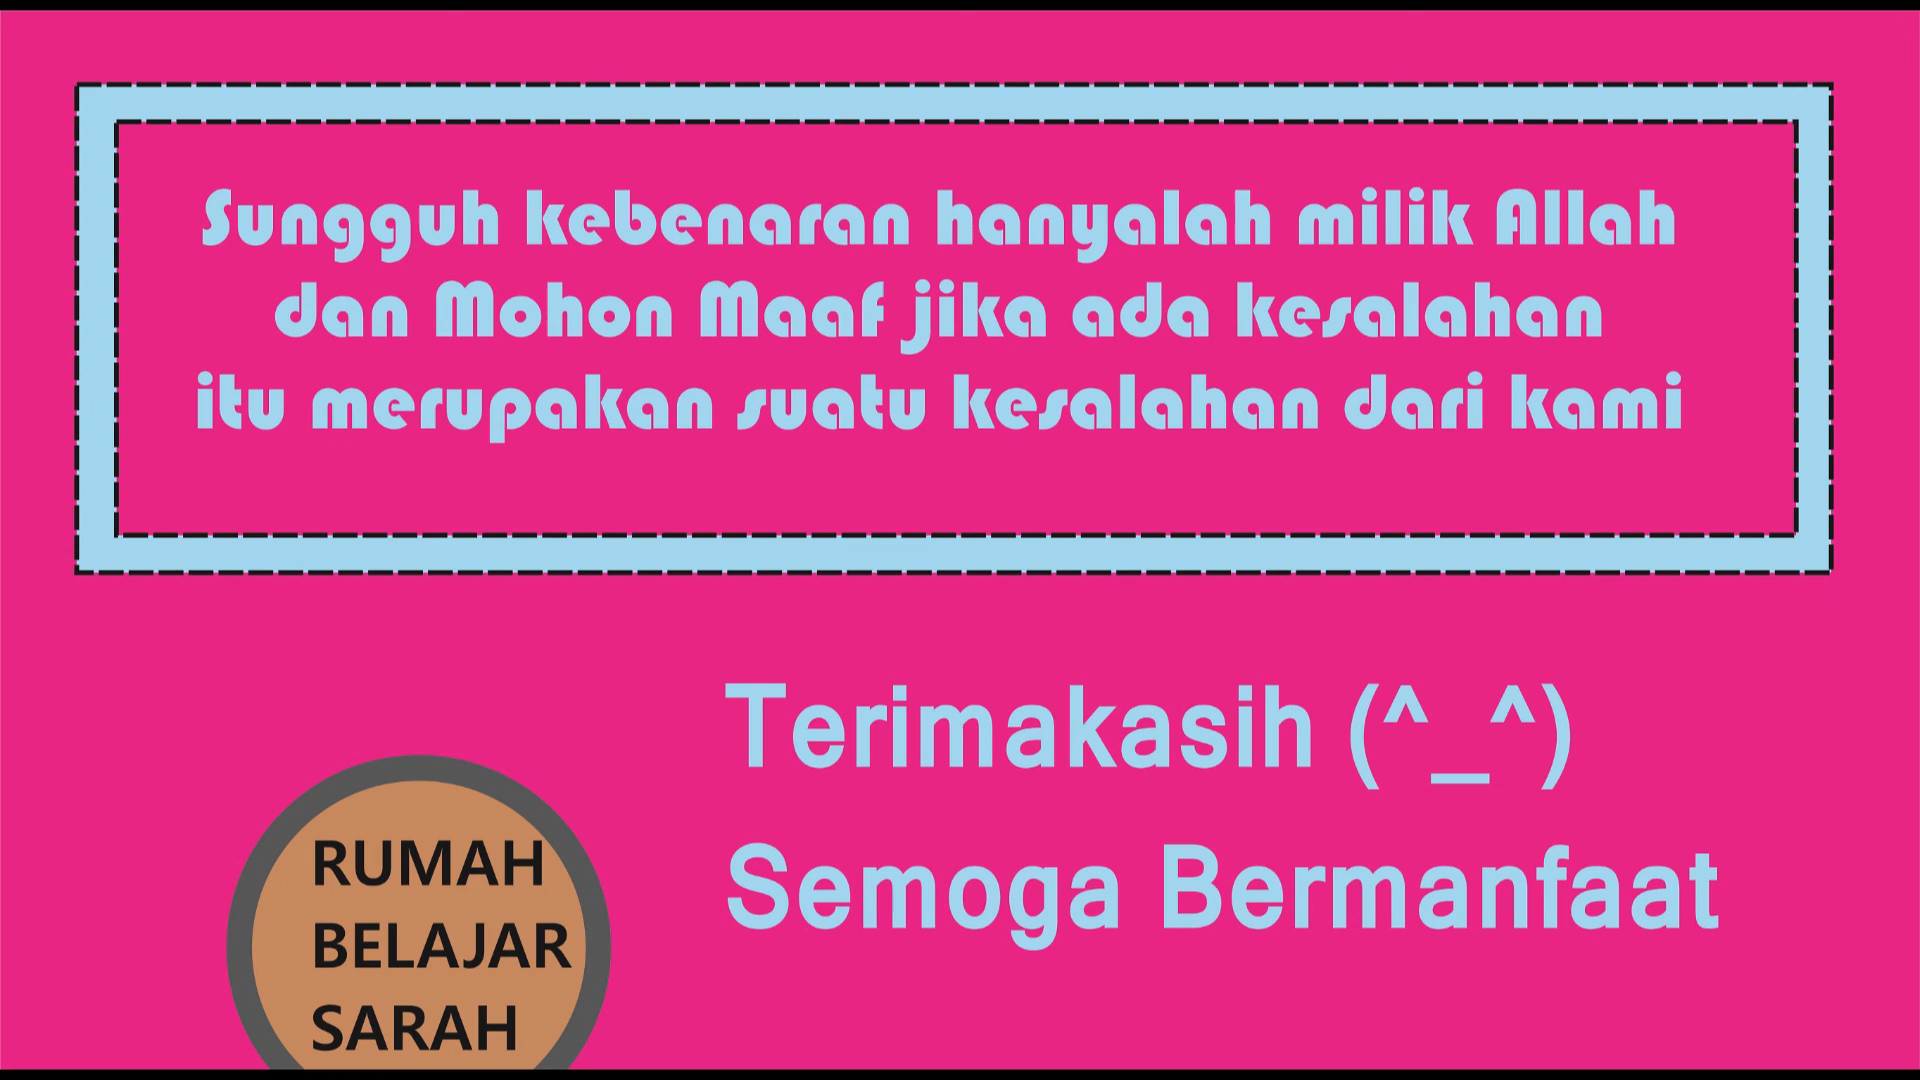 Sungguh kebenaran hanyalah milik Allah
dan Mohon Maaf jika ada kesalahan
itu merupakan suatu kesalahan dari kami
Terimakasih (^_^)
Semoga Bermanfaat
RUMAH
BELAJAR
SARAH